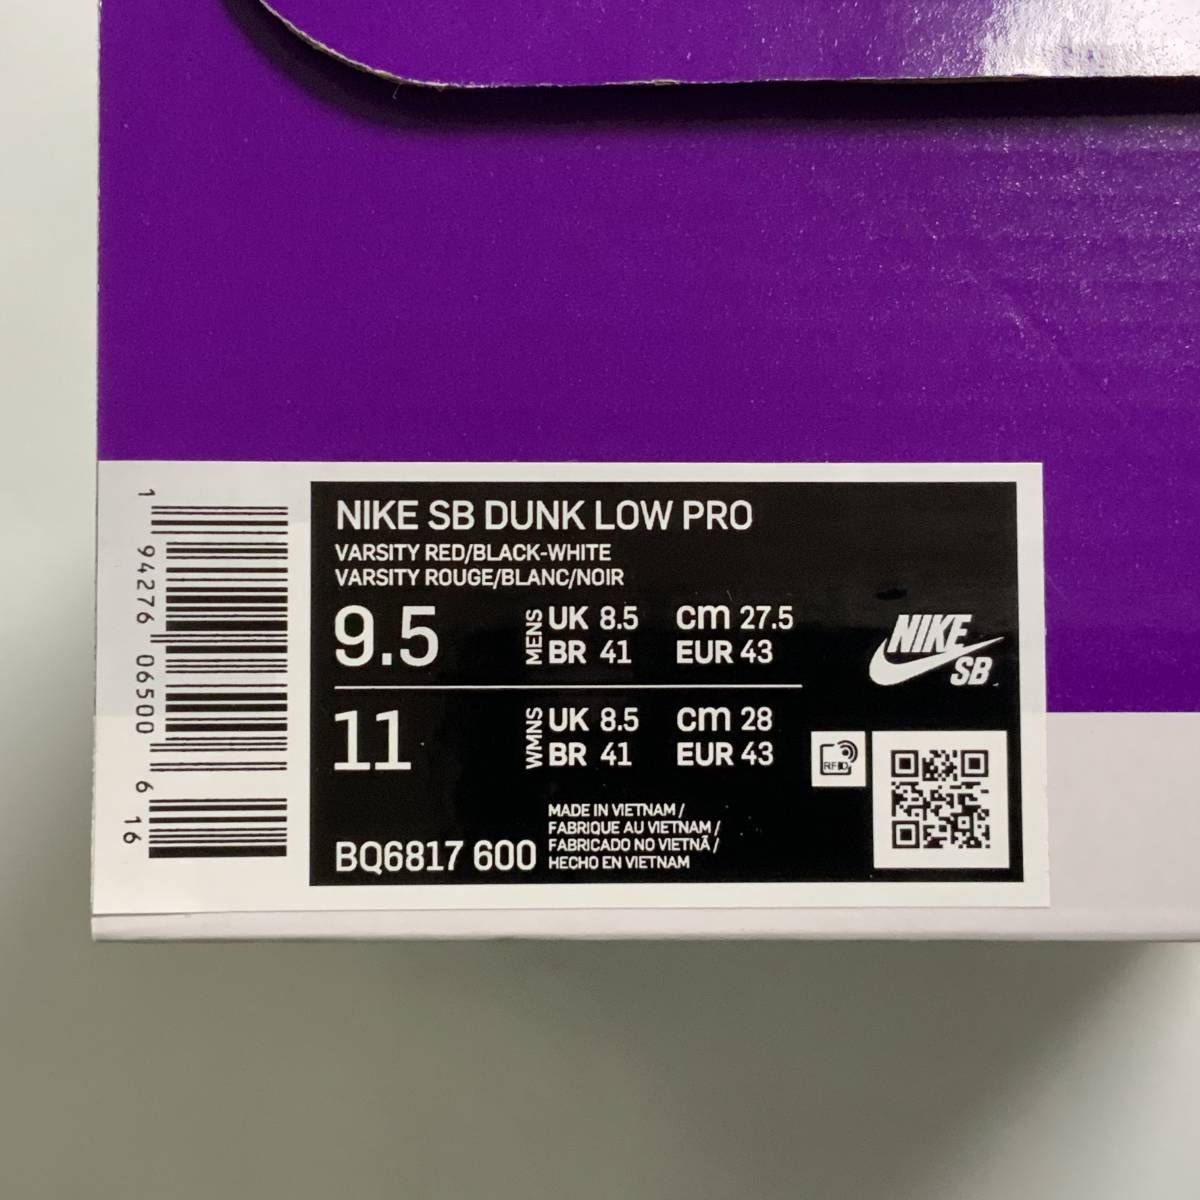 NIKE SB DUNK LOW PRO
VARSITY RED/BLACK-WHITE
VARSITY ROUGE/BLANC/NOIR
9.5 MENS UK 8.5 cm 27.5
BR 41 EUR 43
11 WMNS UK 8.5 cm 28
BR 41 EUR 43
BQ6817 600
MADE IN VIETNAM /
FABRIQUE AU VIETNAM /
FABRICADO NO VIETNÃ /
HECHO EN VIETNAM
NIKE
SB
RFID
1 94276 06500 6 16